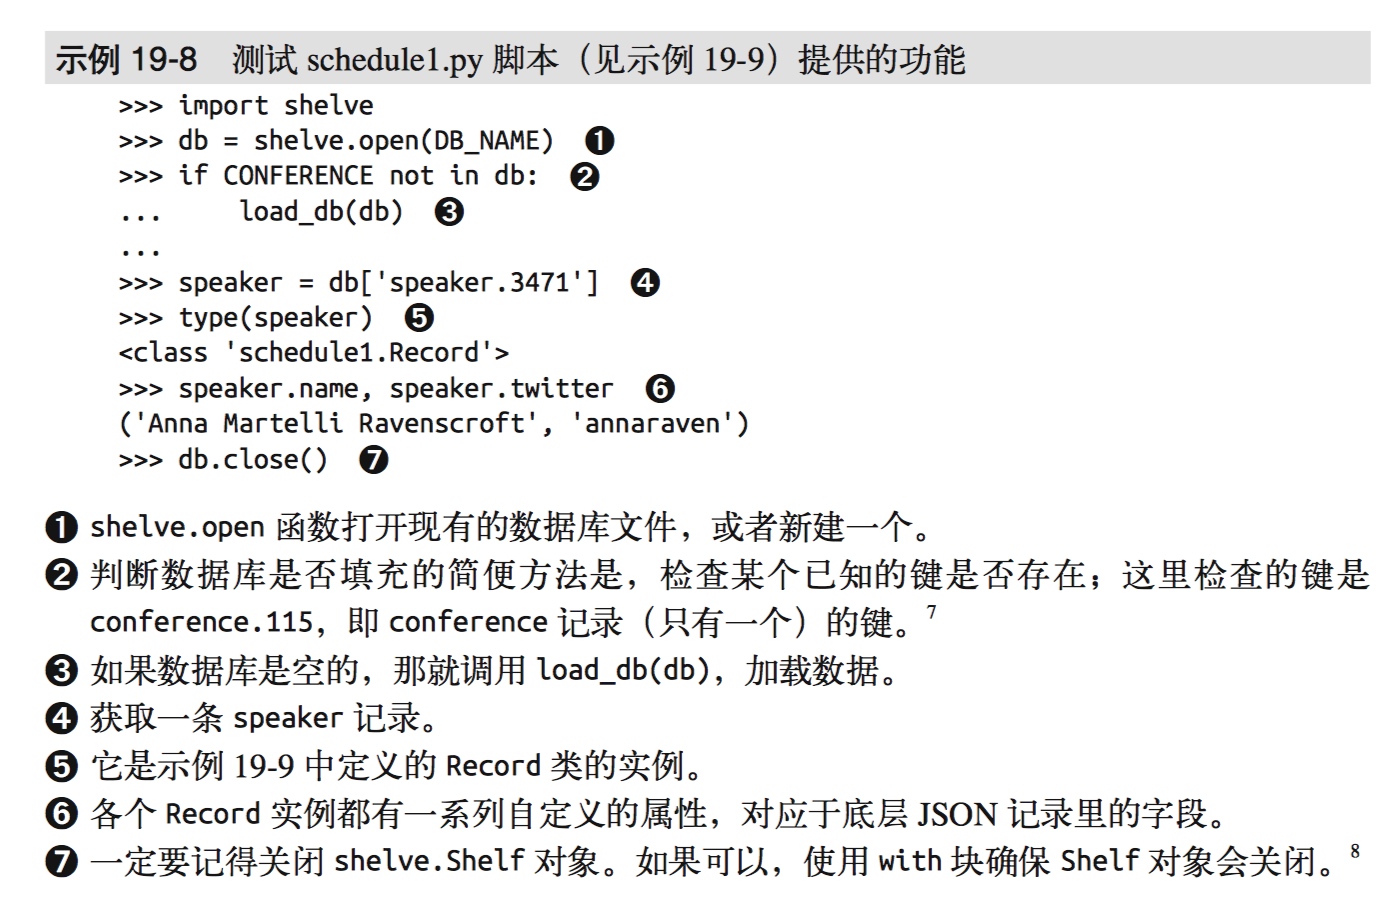 示例 19-8 测试 schedule1.py 脚本（见示例 19-9）提供的功能
>>> import shelve
>>> db = shelve.open(DB_NAME) ❶
>>> if CONFERENCE not in db: ❷
...     load_db(db) ❸
...
>>> speaker = db['speaker.3471'] ❹
>>> type(speaker) ❺
<class 'schedule1.Record'>
>>> speaker.name, speaker.twitter ❻
('Anna Martelli Ravenscroft', 'annaraven')
>>> db.close() ❼
❶ shelve.open 函数打开现有的数据库文件，或者新建一个。
❷ 判断数据库是否填充的简便方法是，检查某个已知的键是否存在；这里检查的键是
conference.115，即 conference 记录（只有一个）的键。7
❸ 如果数据库是空的，那就调用 load_db(db)，加载数据。
❹ 获取一条 speaker 记录。
❺ 它是示例 19-9 中定义的 Record 类的实例。
❻ 各个 Record 实例都有一系列自定义的属性，对应于底层 JSON 记录里的字段。
❼ 一定要记得关闭 shelve.Shelf 对象。如果可以，使用 with 块确保 Shelf 对象会关闭。8